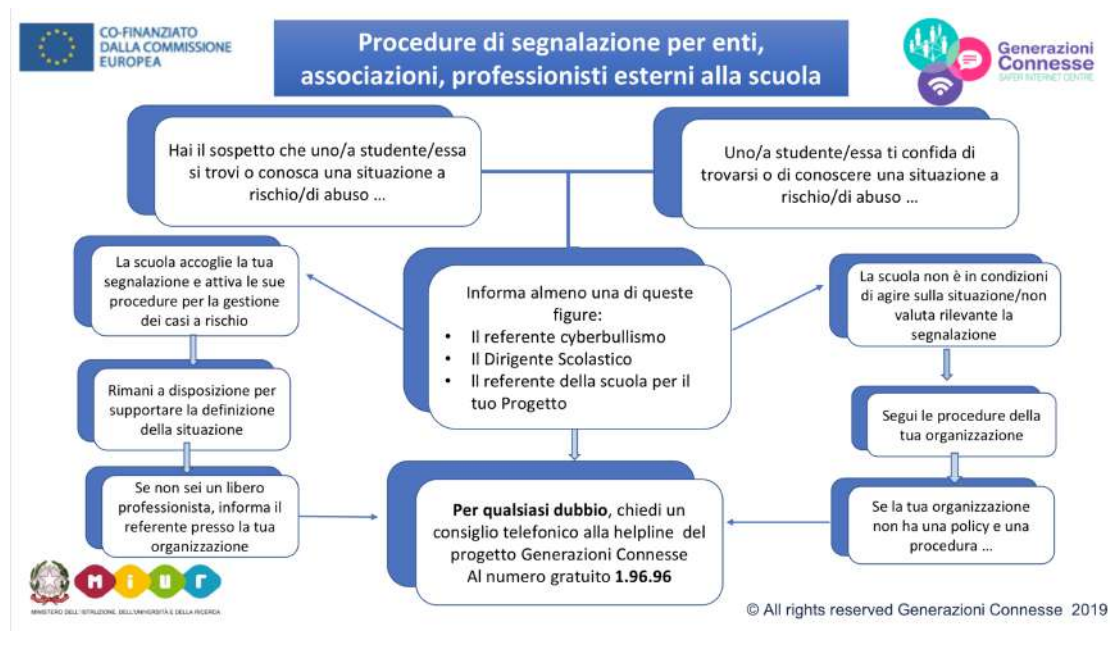 CO-FINANZIATO
DALLA COMMISSIONE
EUROPEA
Procedure di segnalazione per enti,
associazioni, professionisti esterni alla scuola
Generazioni
Connesse
SAFER INTERNET CENTRE
Hai il sospetto che uno/a studente/essa
si trovi o conosca una situazione a
rischio/di abuso ...
Uno/a studente/essa ti confida di
trovarsi o di conoscere una situazione a
rischio/di abuso ...
La scuola accoglie la tua
segnalazione e attiva le sue
procedure per la gestione
dei casi a rischio
Informa almeno una di queste
figure:
• Il referente cyberbullismo
• Il Dirigente Scolastico
• Il referente della scuola per il
tuo Progetto
La scuola non è in condizioni
di agire sulla situazione/non
valuta rilevante la
segnalazione
Rimani a disposizione per
supportare la definizione
della situazione
Segui le procedure della
tua organizzazione
Se non sei un libero
professionista, informa il
referente presso la tua
organizzazione
Per qualsiasi dubbio, chiedi un
consiglio telefonico alla helpline del
progetto Generazioni Connesse
Al numero gratuito 1.96.96
Se la tua organizzazione
non ha una policy e una
procedura ...
miur
MINISTERO DELL'ISTRUZIONE, DELL'UNIVERSITÀ E DELLA RICERCA
© All rights reserved Generazioni Connesse 2019